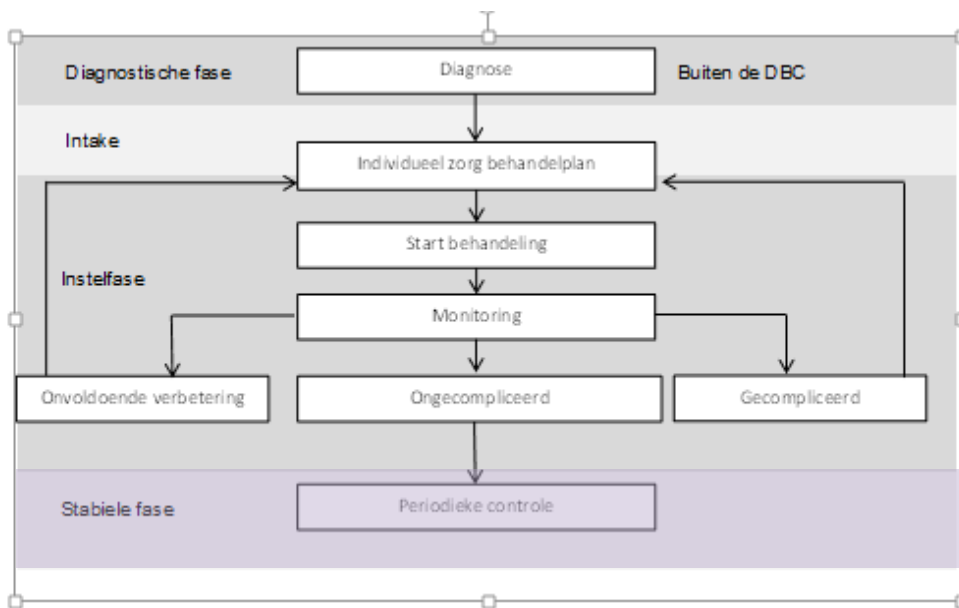 Diagnostische fase
Diagnose
Buiten de DBC
Intake
Individueel zorg behandelplan
Start behandeling
Instelfase
Monitoring
Onvoldoende verbetering
Ongecompliceerd
Gecompliceerd
Stabiele fase
Periodieke controle